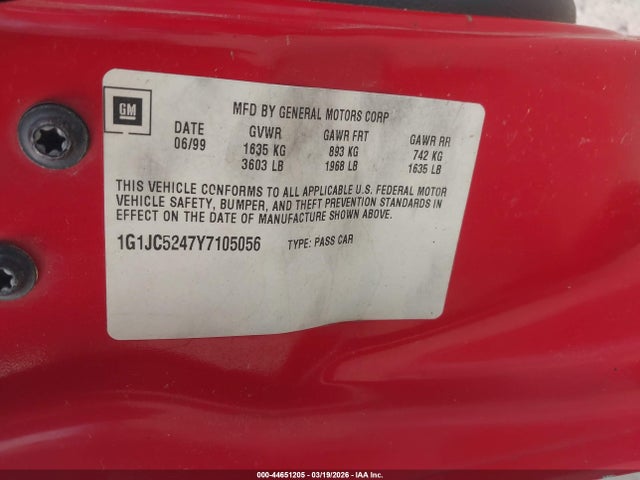 GM
MFD BY GENERAL MOTORS CORP
DATE GVWR GAWR FRT GAWR RR
06/99 1635 KG 893 KG 742 KG
3603 LB 1968 LB 1635 LB
THIS VEHICLE CONFORMS TO ALL APPLICABLE U.S. FEDERAL MOTOR
VEHICLE SAFETY, BUMPER, AND THEFT PREVENTION STANDARDS IN
EFFECT ON THE DATE OF MANUFACTURE SHOWN ABOVE.
1G1JC5247Y7105056 TYPE: PASS CAR
000-44651205 - 03/19/2026 - IAA Inc.